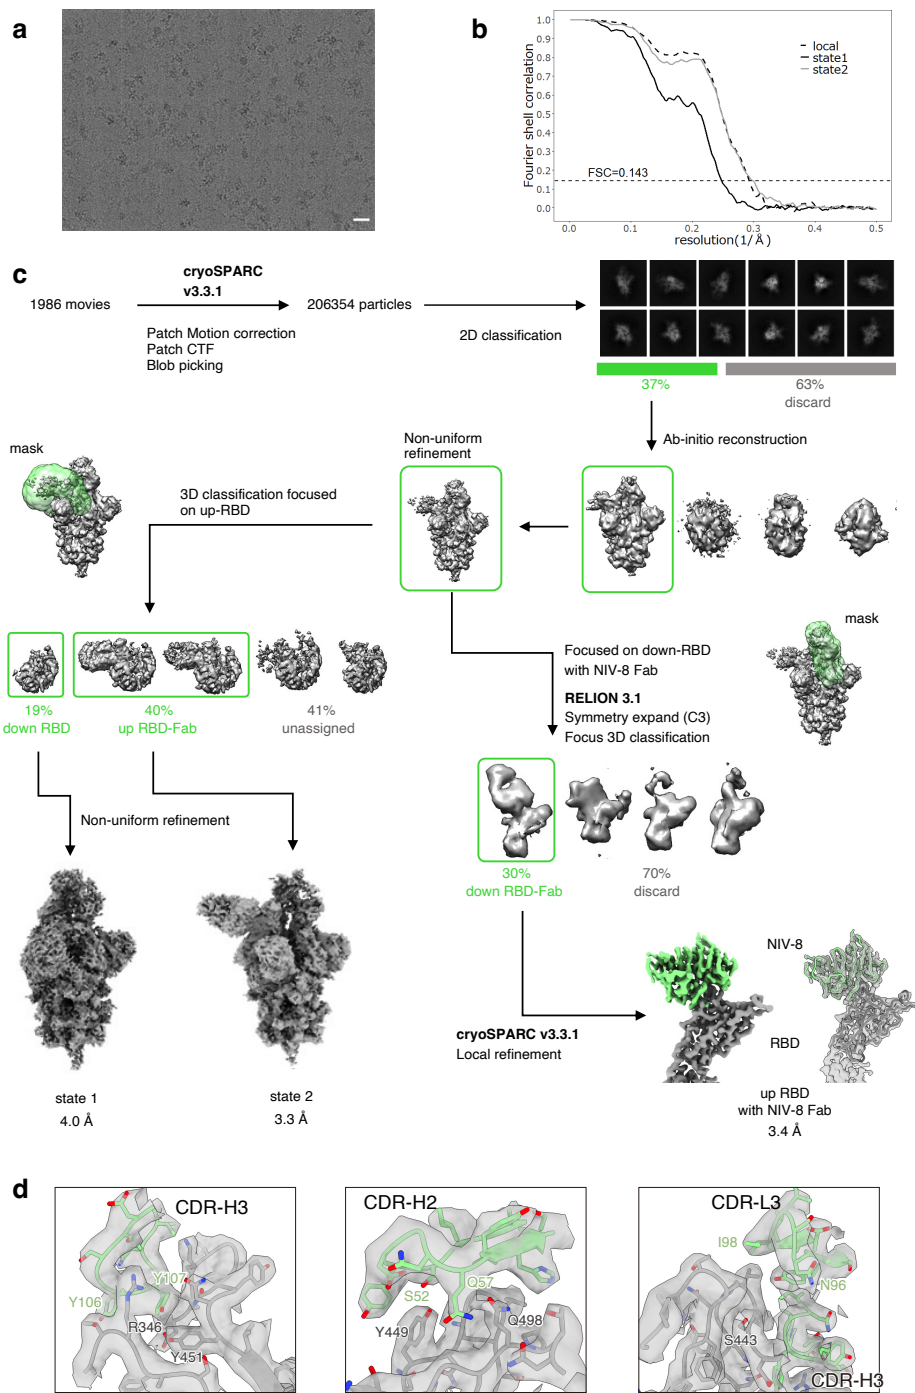 a
b
Fourier shell correlation
1.0
0.9
0.8
0.7
0.6
0.5
0.4
0.3
0.2
0.1
0.0
local
state1
state2
FSC=0.143
0.0
0.1
0.2
0.3
0.4
0.5
resolution(1/Å)
c
1986 movies
cryoSPARC
v3.3.1
Patch Motion correction
Patch CTF
Blob picking
206354 particles
2D classification
37%
63%
discard
Ab-initio reconstruction
Non-uniform
refinement
mask
3D classification focused
on up-RBD
19%
down RBD
40%
up RBD-Fab
41%
unassigned
Non-uniform refinement
state 1
4.0 Å
state 2
3.3 Å
mask
Focused on down-RBD
with NIV-8 Fab
RELION 3.1
Symmetry expand (C3)
Focus 3D classification
30%
down RBD-Fab
70%
discard
cryoSPARC v3.3.1
Local refinement
NIV-8
RBD
up RBD
with NIV-8 Fab
3.4 Å
d
CDR-H3
Y107
Y106
R346
Y451
CDR-H2
Q57
S52
Y449
Q498
CDR-L3
I98
N96
S443
CDR-H3